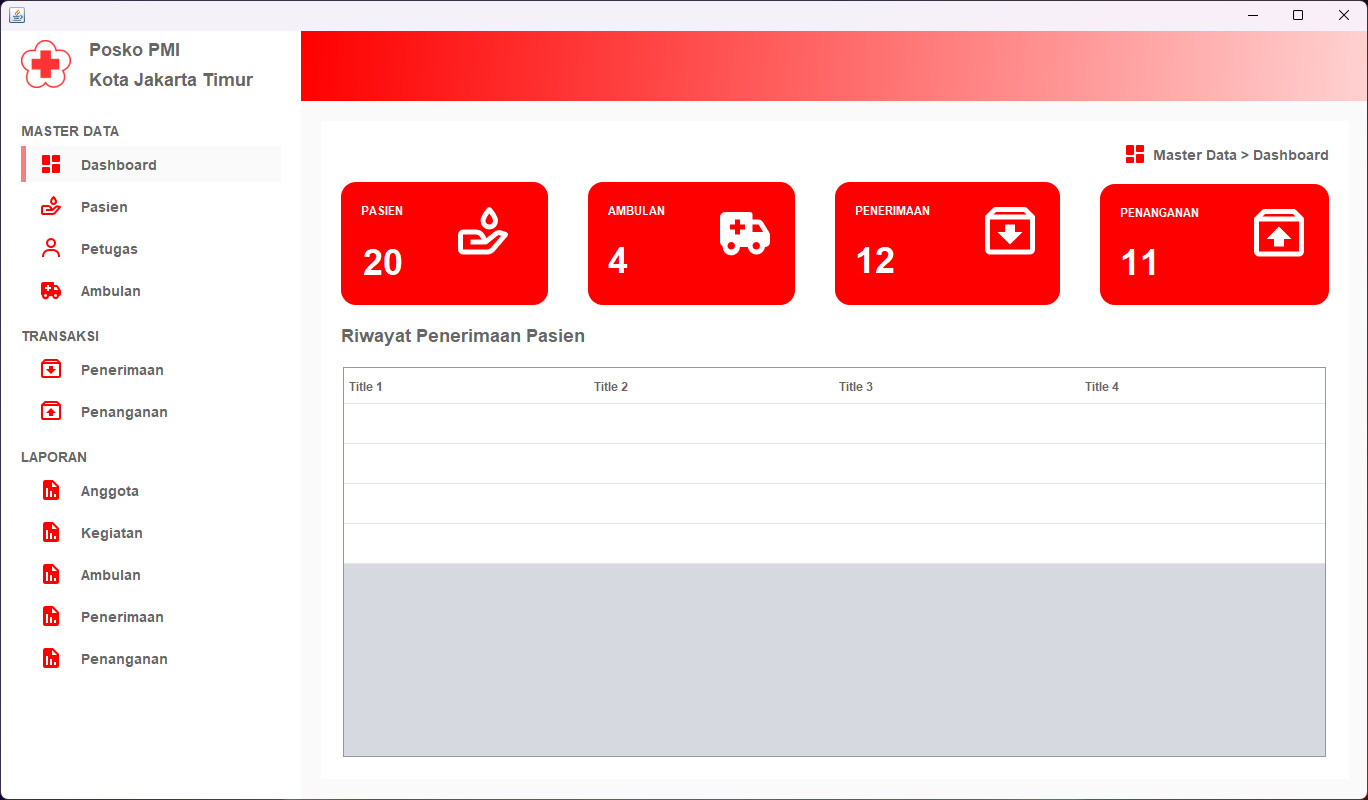 Posko PMI
Kota Jakarta Timur
MASTER DATA
Dashboard
Pasien
Petugas
Ambulan
TRANSAKSI
Penerimaan
Penanganan
LAPORAN
Anggota
Kegiatan
Ambulan
Penerimaan
Penanganan
Master Data > Dashboard
PASIEN
20
AMBULAN
4
PENERIMAAN
12
PENANGANAN
11
Riwayat Penerimaan Pasien
Title 1 Title 2 Title 3 Title 4